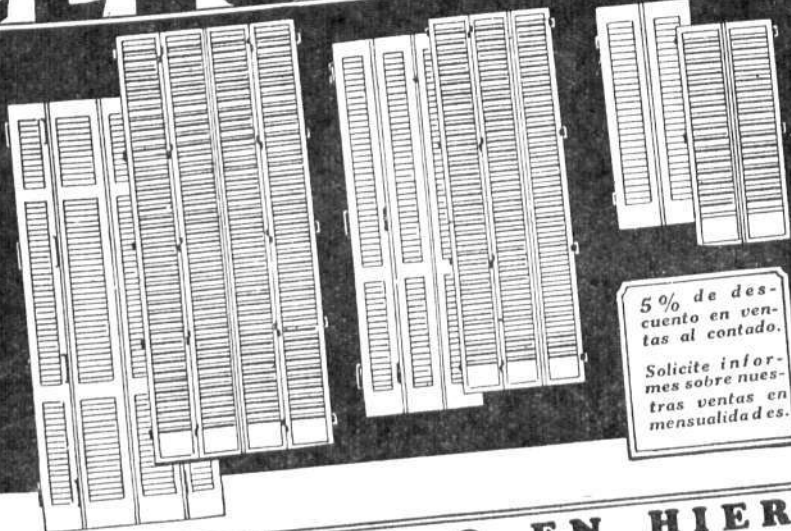 5% de des-
cuento en ven-
tas al contado.
Solicite infor-
mes sobre nues-
tras ventas en
mensualidades.
EN HIER